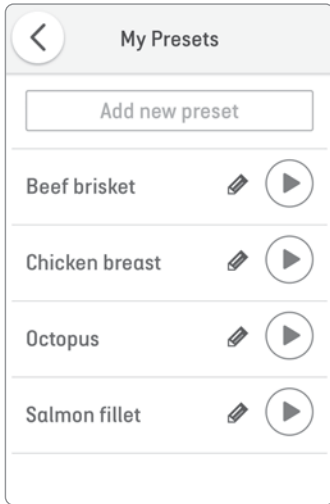 My Presets
Add new preset
Beef brisket
Chicken breast
Octopus
Salmon fillet